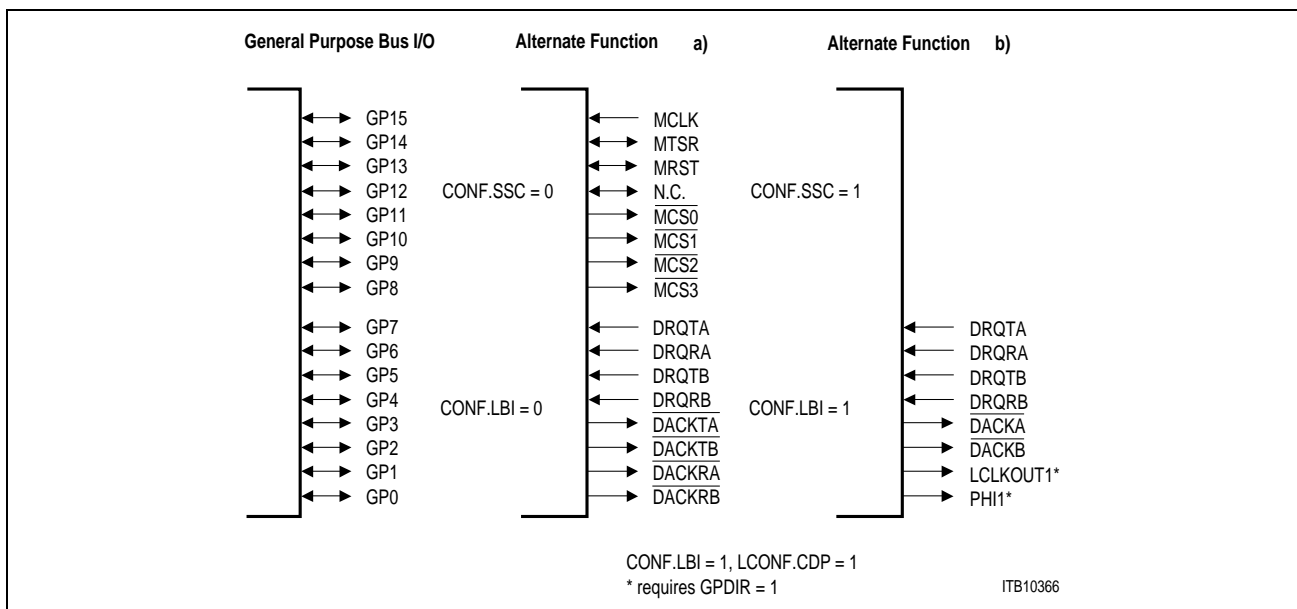 General Purpose Bus I/O Alternate Function a) Alternate Function b)
GP15 MCLK
GP14 MTSR
GP13 MRST
GP12 CONF.SSC = 0 N.C. CONF.SSC = 1
GP11 MCS0
GP10 MCS1
GP9 MCS2
GP8 MCS3
GP7 DRQTA DRQTA
GP6 DRQRA DRQRA
GP5 DRQTB DRQTB
GP4 CONF.LBI = 0 DRQRB CONF.LBI = 1 DRQRB
GP3 DACKTA DACKA
GP2 DACKTB DACKB
GP1 DACKRA LCLKOUT1*
GP0 DACKRB PHI1*
CONF.LBI = 1, LCONF.CDP = 1
* requires GPDIR = 1 ITB10366